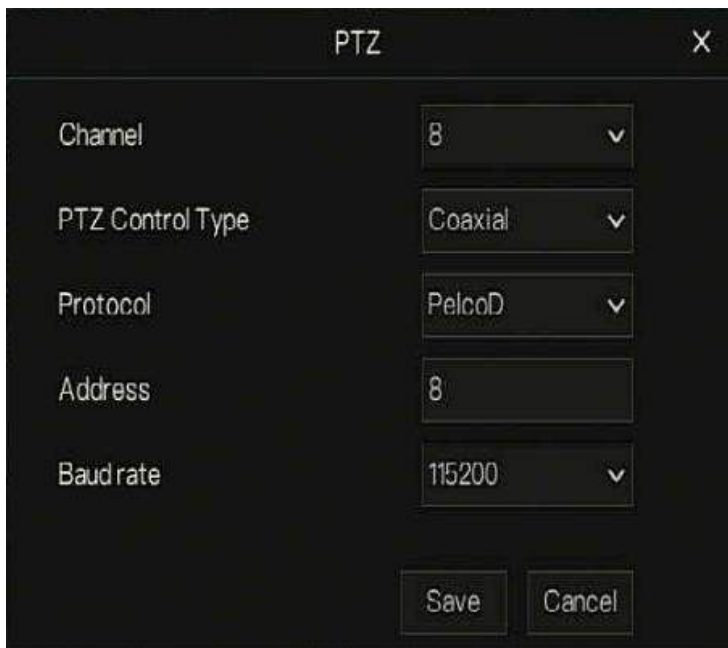 PTZ X
Channel 8
PTZ Control Type Coaxial
Protocol PelcoD
Address 8
Baud rate 115200
Save Cancel